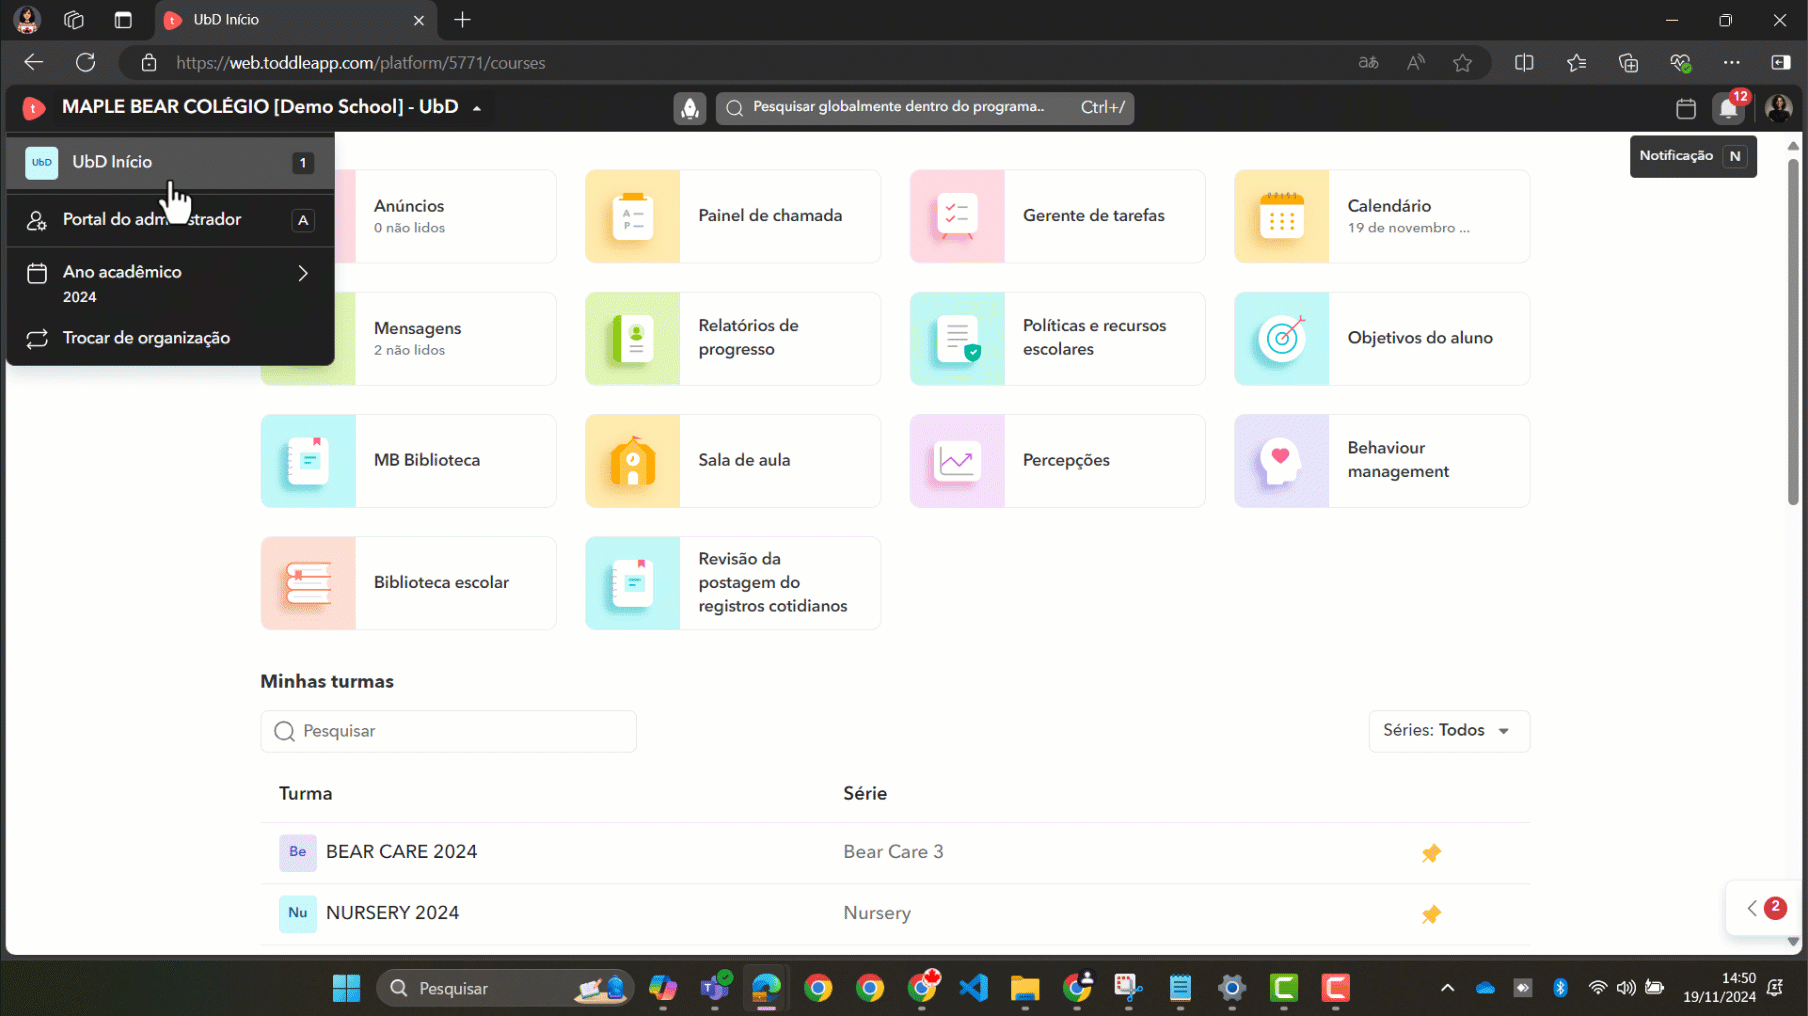 UbD Início
https://web.toddleapp.com/platform/5771/courses
aあ
A
t
MAPLE BEAR COLÉGIO [Demo School] - UbD
Pesquisar globalmente dentro do programa.. Ctrl+/
12
Notificação N
UbD
UbD Início
1
Portal do administrador
A
Ano acadêmico
2024
Trocar de organização
Anúncios
0 não lidos
A
P
Painel de chamada
Gerente de tarefas
Calendário
19 de novembro ...
Mensagens
2 não lidos
Relatórios de
progresso
Políticas e recursos
escolares
Objetivos do aluno
MB Biblioteca
Sala de aula
Percepções
Behaviour
management
Biblioteca escolar
Revisão da
postagem do
registros cotidianos
Minhas turmas
Pesquisar
Séries: Todos
Turma
Série
Be
BEAR CARE 2024
Bear Care 3
Nu
NURSERY 2024
Nursery
2
Pesquisar
14:50
19/11/2024